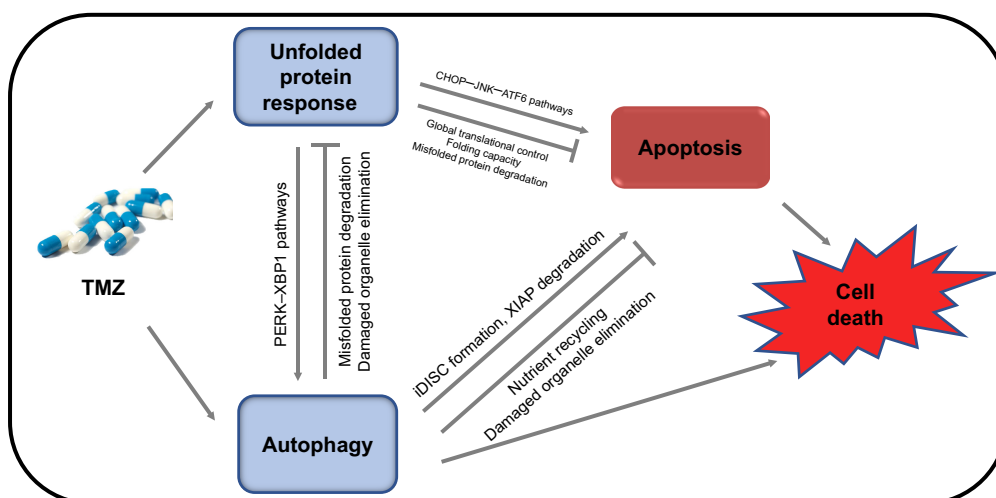 Unfolded
protein
response
CHOP–JNK–ATF6 pathways
Global translational control
Folding capacity
Misfolded protein degradation
Apoptosis
TMZ
PERK–XBP1 pathways
Misfolded protein degradation
Damaged organelle elimination
iDISC formation, XIAP degradation
Nutrient recycling
Damaged organelle elimination
Cell
death
Autophagy